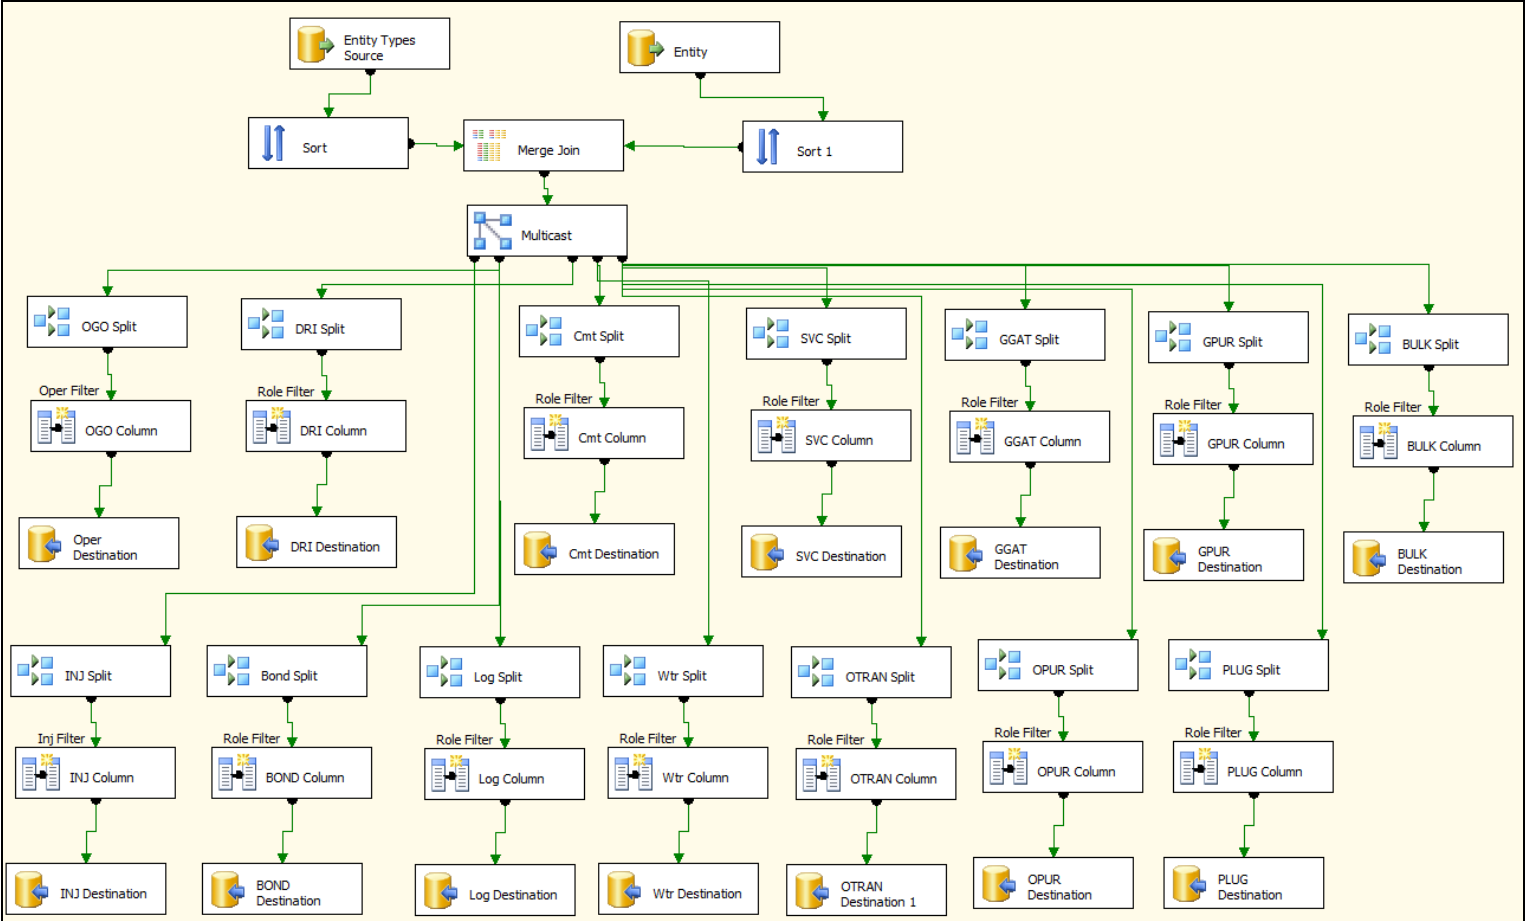 Entity Types
Source
Entity
Sort
Merge Join
Sort 1
Multicast
OGO Split
DRI Split
Cmt Split
SVC Split
GGAT Split
GPUR Split
BULK Split
Oper Filter
Role Filter
Role Filter
Role Filter
Role Filter
Role Filter
Role Filter
OGO Column
DRI Column
Cmt Column
SVC Column
GGAT Column
GPUR Column
BULK Column
Oper
Destination
DRI Destination
Cmt Destination
SVC Destination
GGAT
Destination
GPUR
Destination
BULK
Destination
INJ Split
Bond Split
Log Split
Wtr Split
OTRAN Split
OPUR Split
PLUG Split
Inj Filter
Role Filter
Role Filter
Role Filter
Role Filter
Role Filter
Role Filter
INJ Column
BOND Column
Log Column
Wtr Column
OTRAN Column
OPUR Column
PLUG Column
INJ Destination
BOND
Destination
Log Destination
Wtr Destination
OTRAN
Destination 1
OPUR
Destination
PLUG
Destination